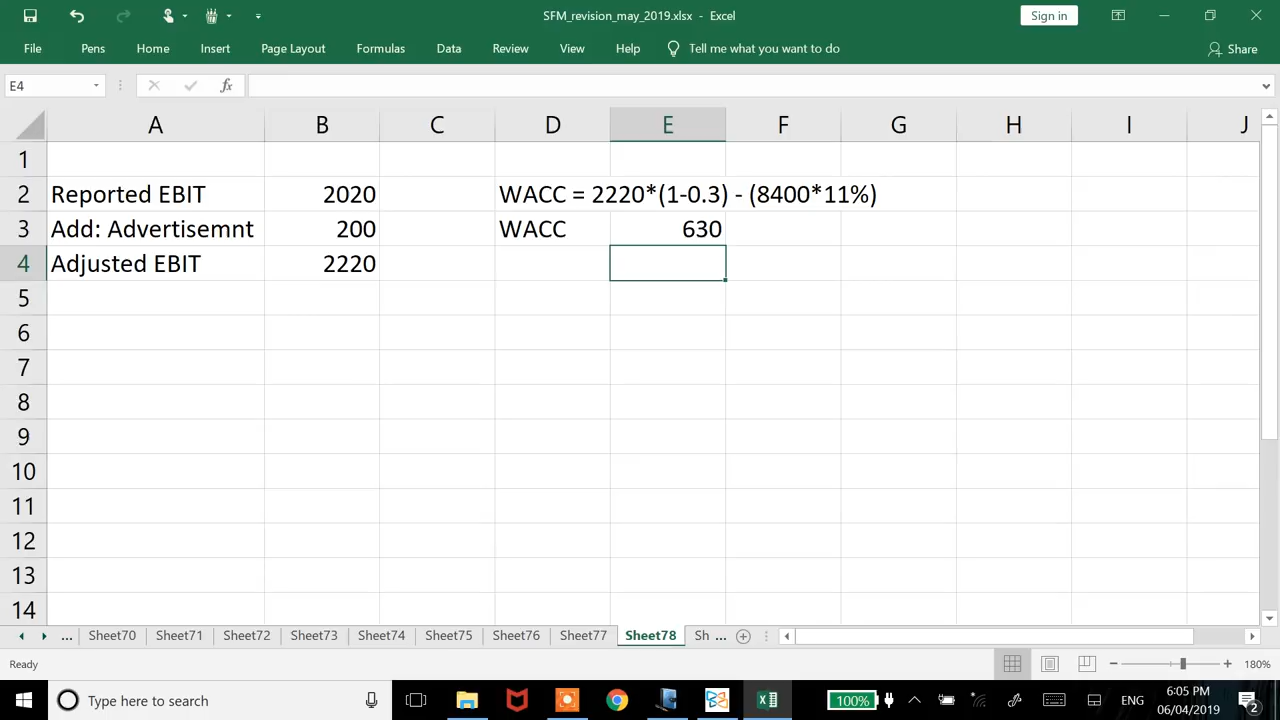 SFM_revision_may_2019.xlsx - Excel
Sign in
File Pens Home Insert Page Layout Formulas Data Review View Help Tell me what you want to do Share
E4 fx
A B C D E F G H I J
1
2 Reported EBIT 2020 WACC = 2220*(1-0.3) - (8400*11%)
3 Add: Advertisemnt 200 WACC 630
4 Adjusted EBIT 2220
5
6
7
8
9
10
11
12
13
14
... Sheet70 Sheet71 Sheet72 Sheet73 Sheet74 Sheet75 Sheet76 Sheet77 Sheet78 Sh ...
Ready 180%
Type here to search 100% ENG 6:05 PM
06/04/2019 2